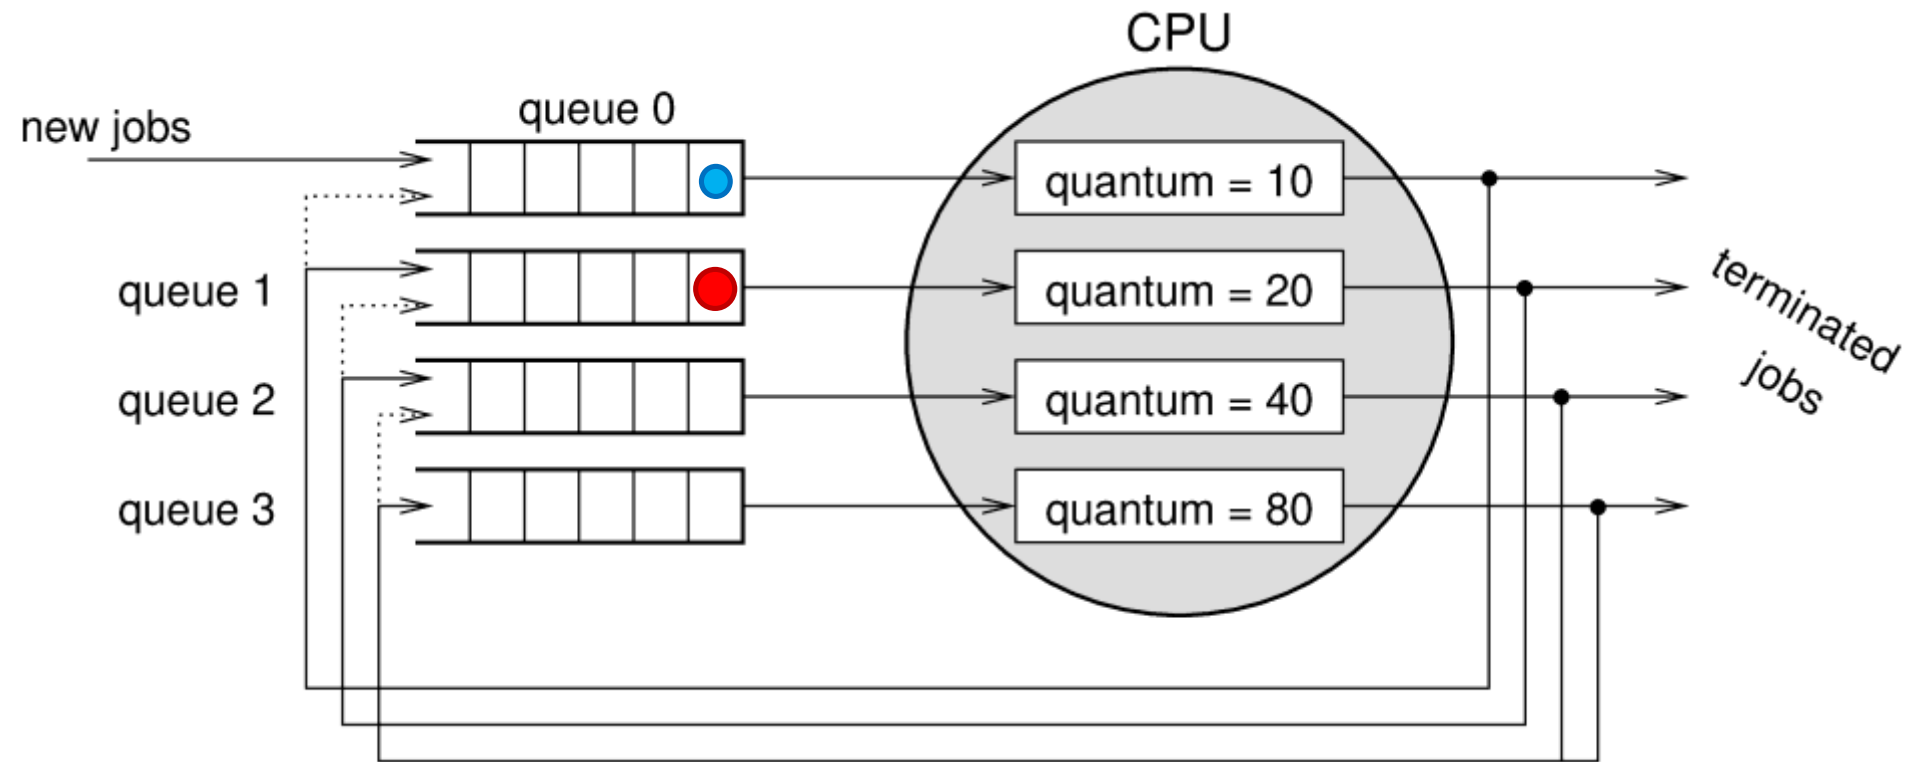 CPU
new jobs
queue 0
quantum = 10
queue 1
quantum = 20
terminated
jobs
queue 2
quantum = 40
queue 3
quantum = 80